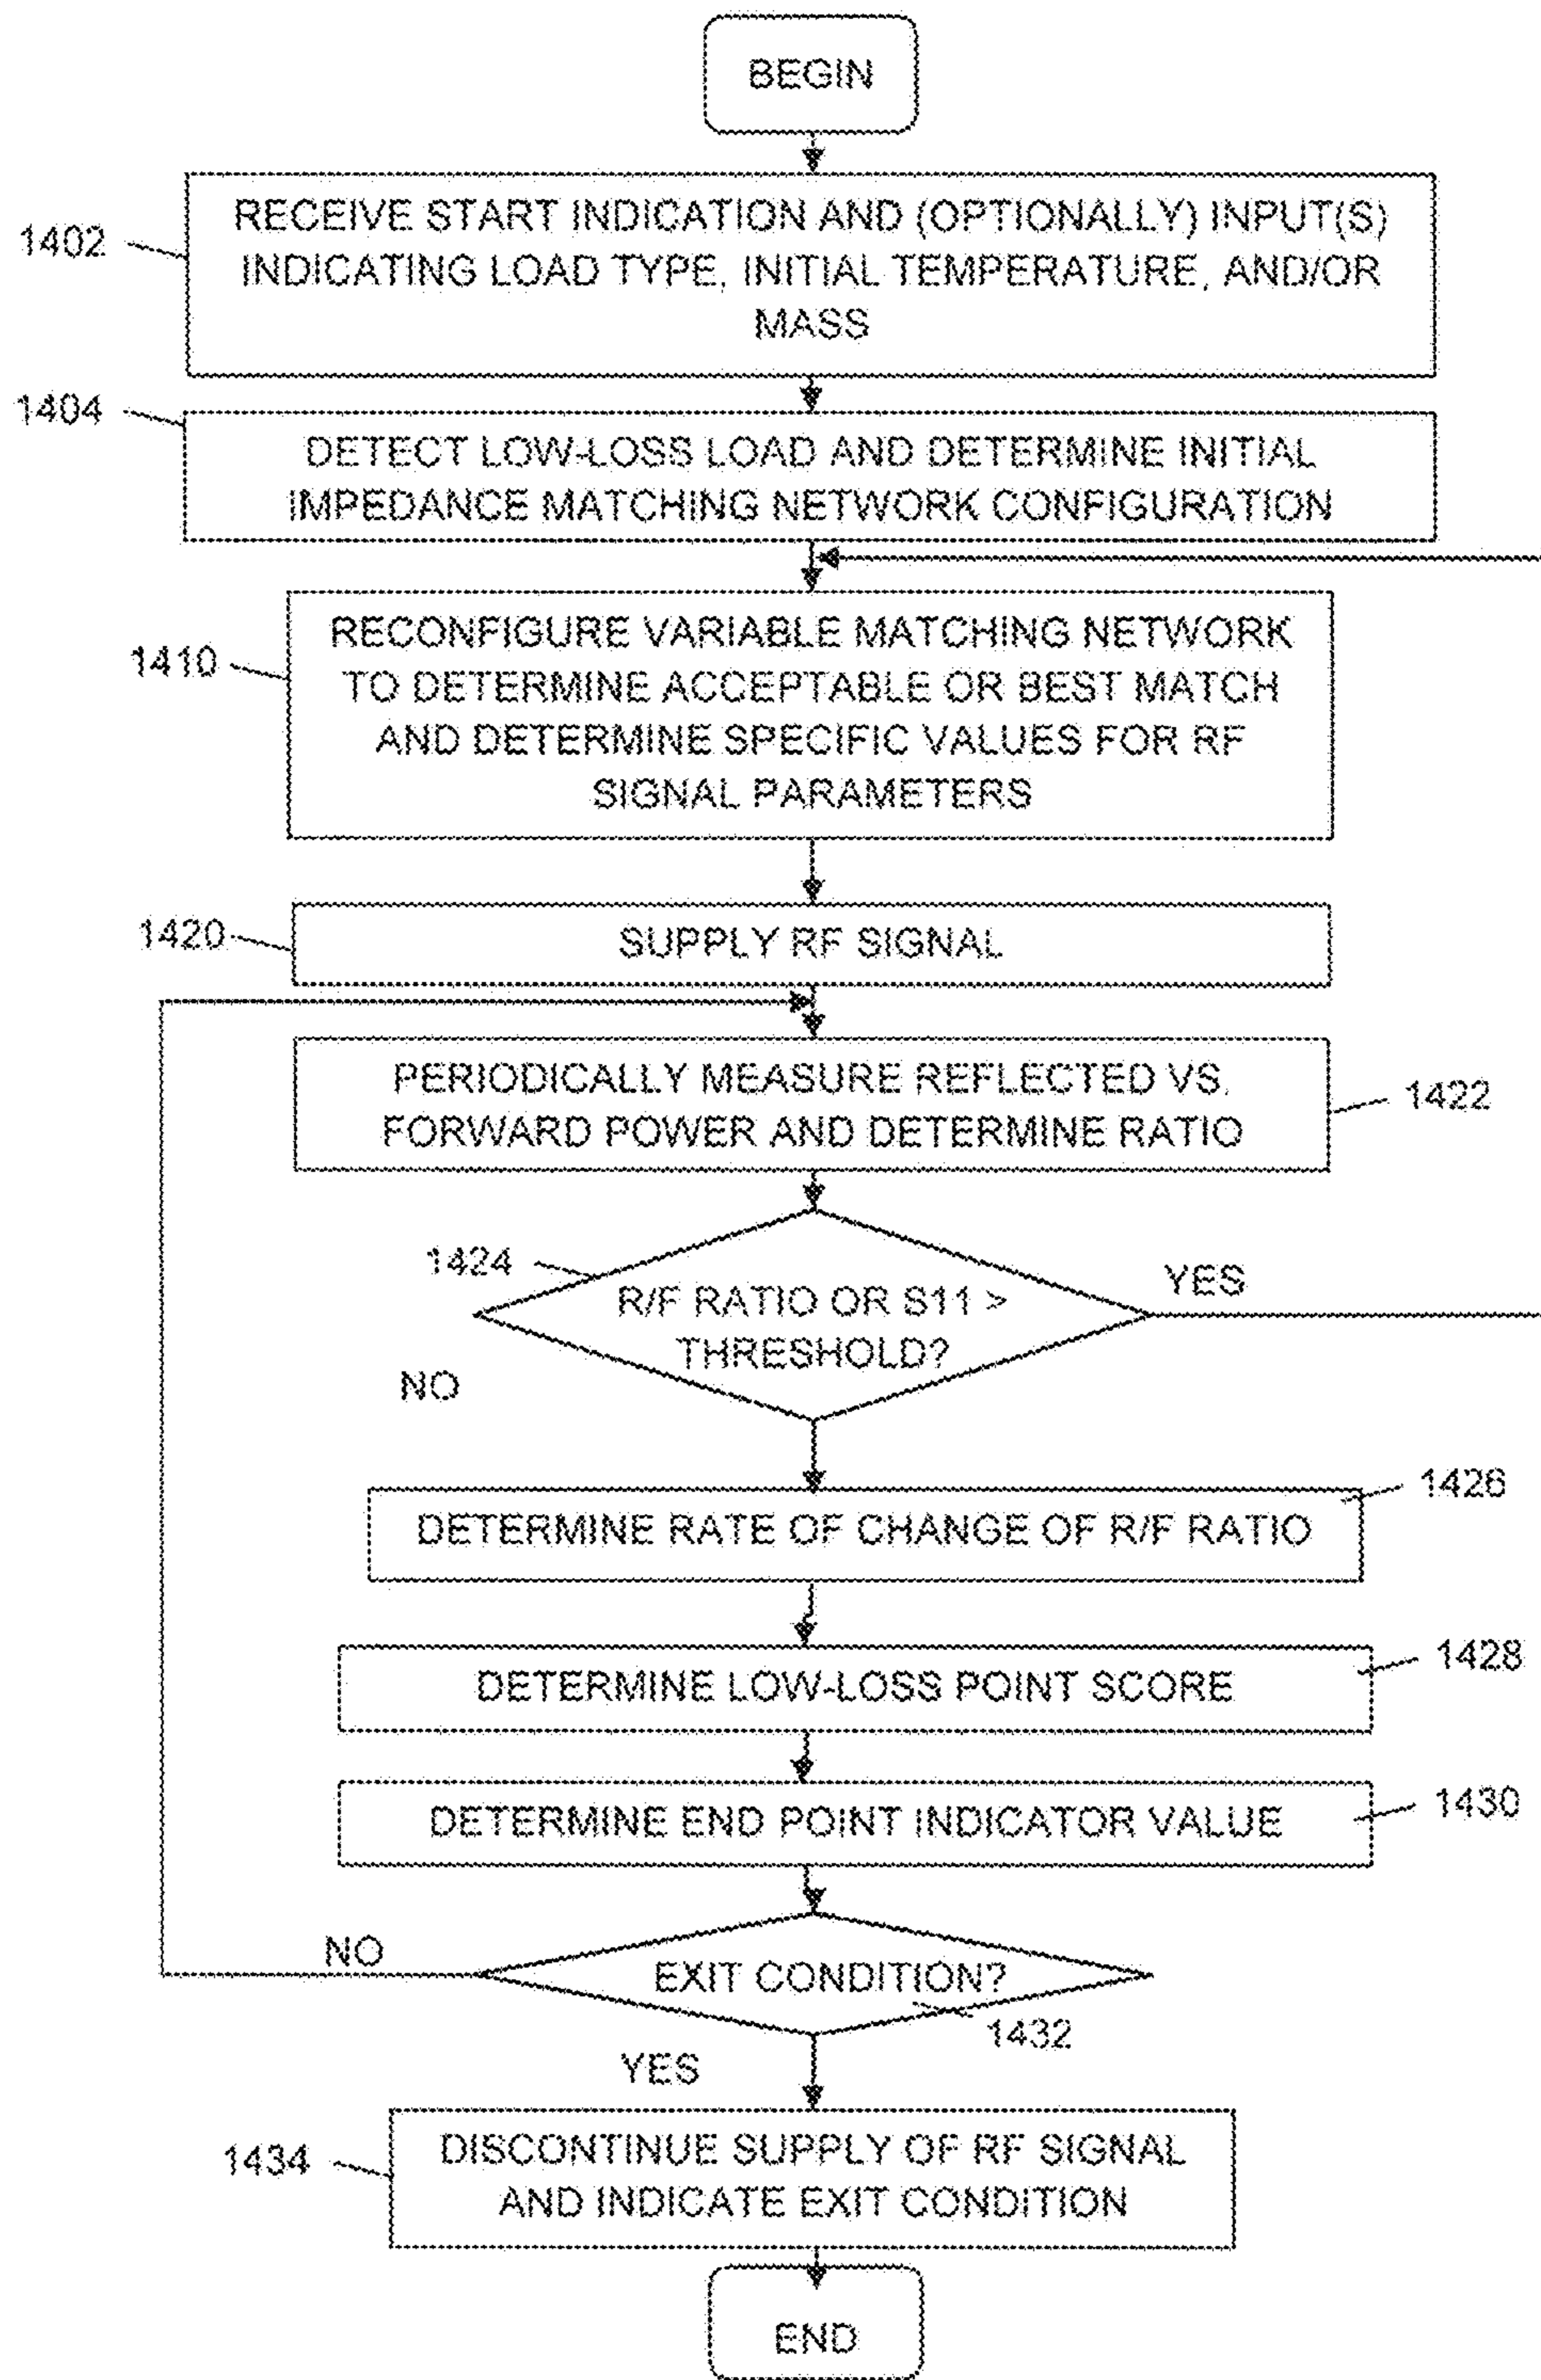 BEGIN
1402
RECEIVE START INDICATION AND (OPTIONALLY) INPUT(S)
INDICATING LOAD TYPE, INITIAL TEMPERATURE, AND/OR
MASS
1404
DETECT LOW-LOSS LOAD AND DETERMINE INITIAL
IMPEDANCE MATCHING NETWORK CONFIGURATION
1410
RECONFIGURE VARIABLE MATCHING NETWORK
TO DETERMINE ACCEPTABLE OR BEST MATCH
AND DETERMINE SPECIFIC VALUES FOR RF
SIGNAL PARAMETERS
1420
SUPPLY RF SIGNAL
PERIODICALLY MEASURE REFLECTED VS.
FORWARD POWER AND DETERMINE RATIO
1422
1424
R/F RATIO OR S11 >
THRESHOLD?
YES
NO
DETERMINE RATE OF CHANGE OF R/F RATIO
1426
DETERMINE LOW-LOSS POINT SCORE
1428
DETERMINE END POINT INDICATOR VALUE
1430
NO
EXIT CONDITION?
1432
YES
1434
DISCONTINUE SUPPLY OF RF SIGNAL
AND INDICATE EXIT CONDITION
END